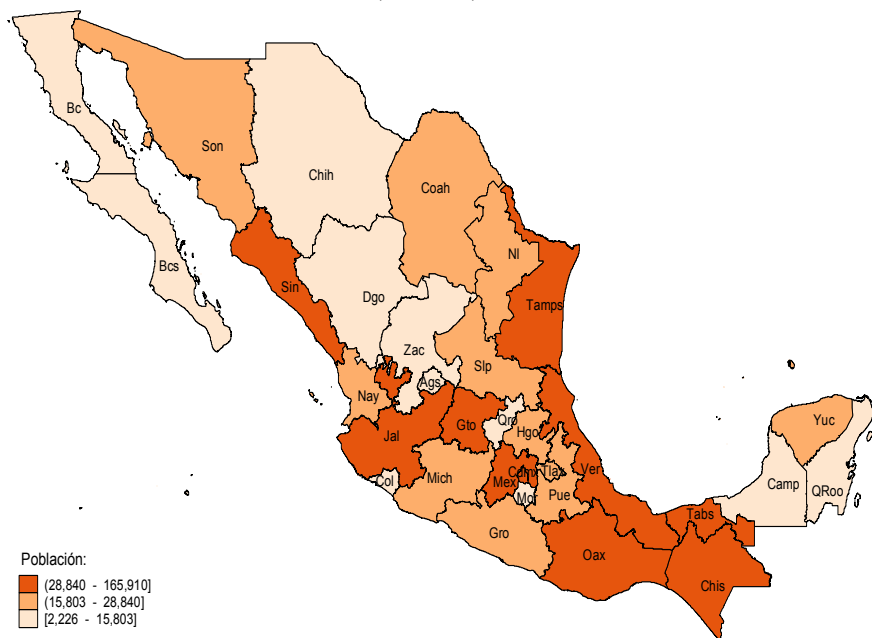 Bc
Son
Chih
Coah
Bcs
Sin
Dgo
Nl
Tamps
Zac
Slp
Nay
Ags
Jal
Gto
Qro
Hgo
Yuc
Col
Mich
Mex
Cdmx
Tlax
Ver
Mor
Pue
Camp
QRoo
Gro
Tabs
Oax
Chis
Población:
(28,840 - 165,910]
(15,803 - 28,840]
[2,226 - 15,803]